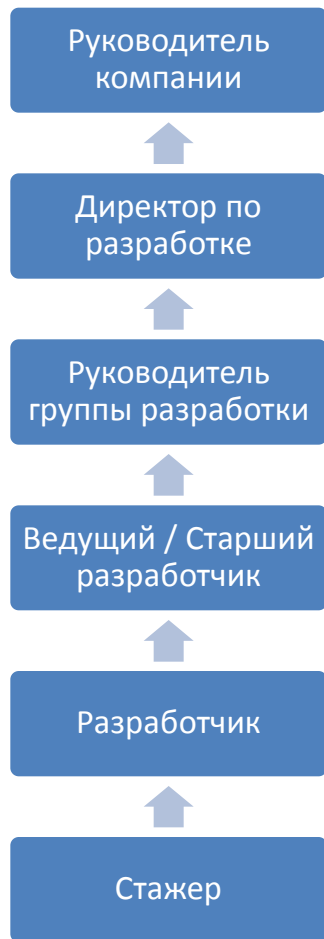 Руководитель
компании
Директор по
разработке
Руководитель
группы разработки
Ведущий / Старший
разработчик
Разработчик
Стажер